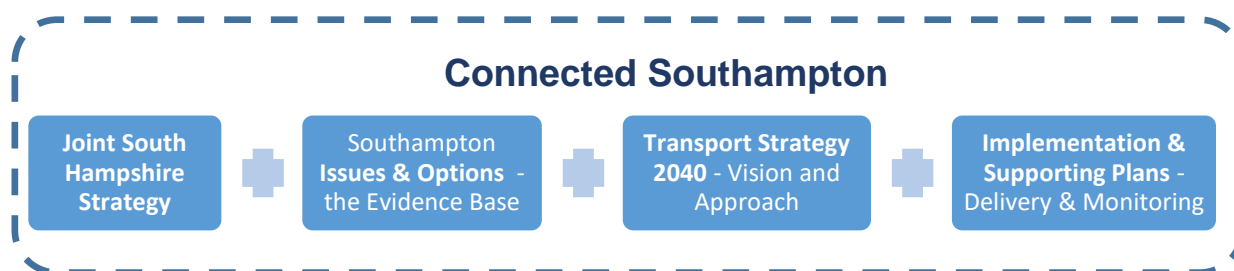 Connected Southampton
Joint South
Hampshire
Strategy
Southampton
Issues & Options -
the Evidence Base
Transport Strategy
2040 - Vision and
Approach
Implementation &
Supporting Plans -
Delivery & Monitoring